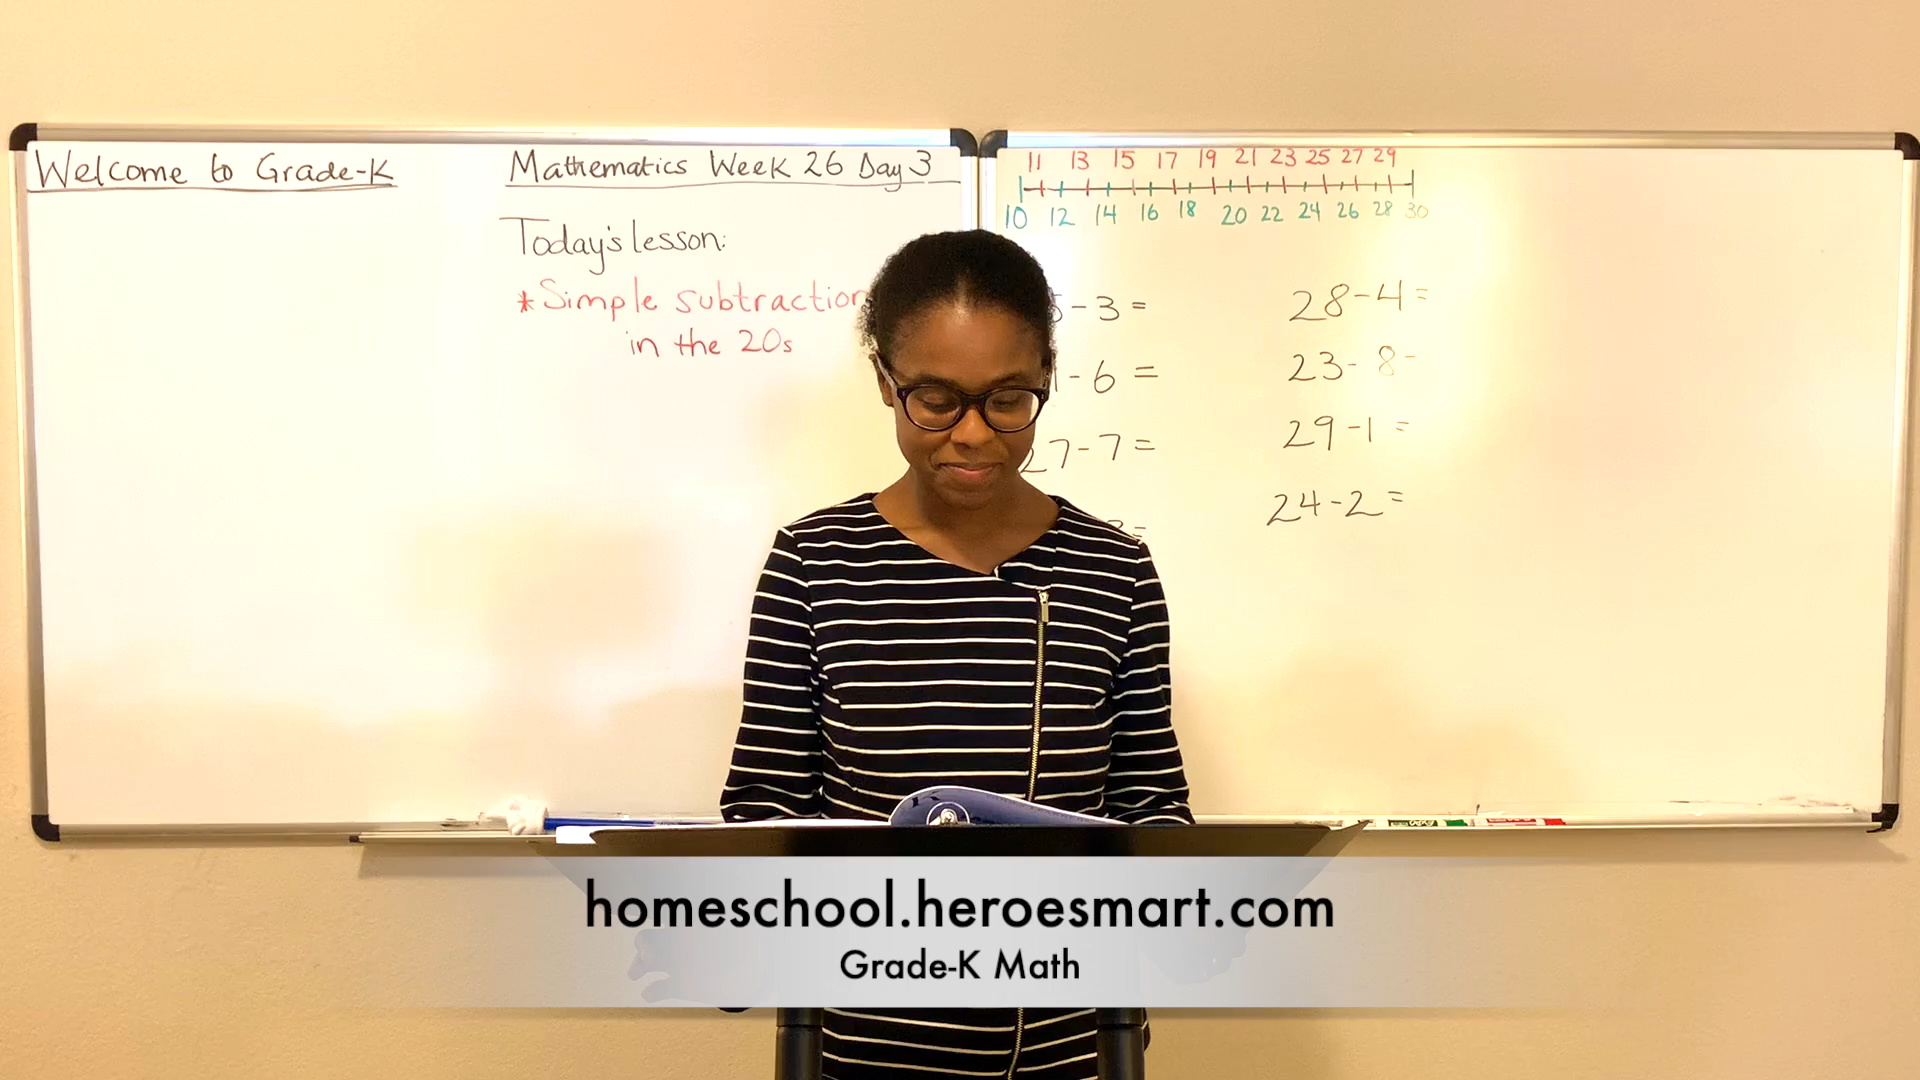 Welcome to Grade-K
Mathematics Week 26 Day 3
Today's lesson:
*Simple subtraction
in the 20s
11 13 15 17 19 21 23 25 27 29
10 12 14 16 18 20 22 24 26 28 30
- 3 =
- 6 =
27 - 7 =
=
28 - 4 =
23 - 8 -
29 - 1 =
24 - 2 =
homeschool.heroesmart.com
Grade-K Math